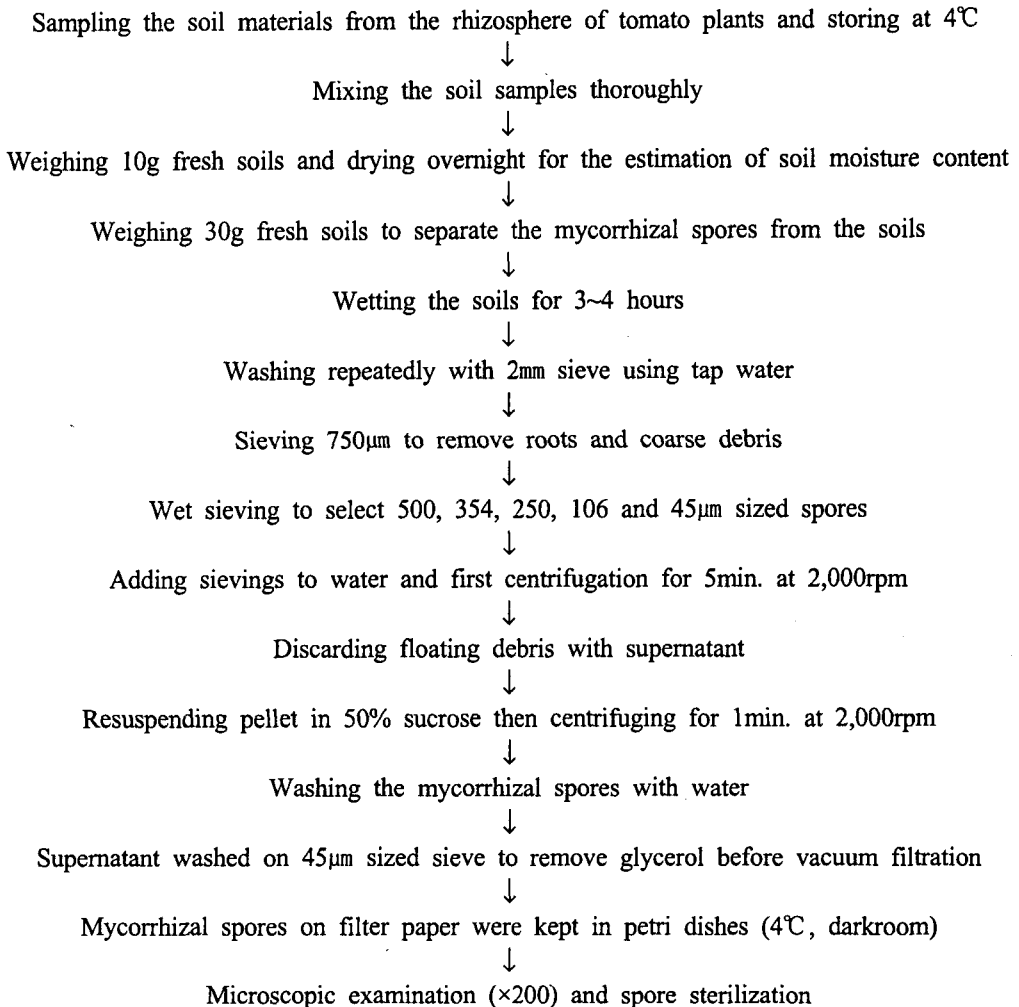 Sampling the soil materials from the rhizosphere of tomato plants and storing at 4℃
↓
Mixing the soil samples thoroughly
↓
Weighing 10g fresh soils and drying overnight for the estimation of soil moisture content
↓
Weighing 30g fresh soils to separate the mycorrhizal spores from the soils
↓
Wetting the soils for 3~4 hours
↓
Washing repeatedly with 2mm sieve using tap water
↓
Sieving 750μm to remove roots and coarse debris
↓
Wet sieving to select 500, 354, 250, 106 and 45μm sized spores
↓
Adding sievings to water and first centrifugation for 5min. at 2,000rpm
↓
Discarding floating debris with supernatant
↓
Resuspending pellet in 50% sucrose then centrifuging for 1min. at 2,000rpm
↓
Washing the mycorrhizal spores with water
↓
Supernatant washed on 45μm sized sieve to remove glycerol before vacuum filtration
↓
Mycorrhizal spores on filter paper were kept in petri dishes (4℃, darkroom)
↓
Microscopic examination (×200) and spore sterilization